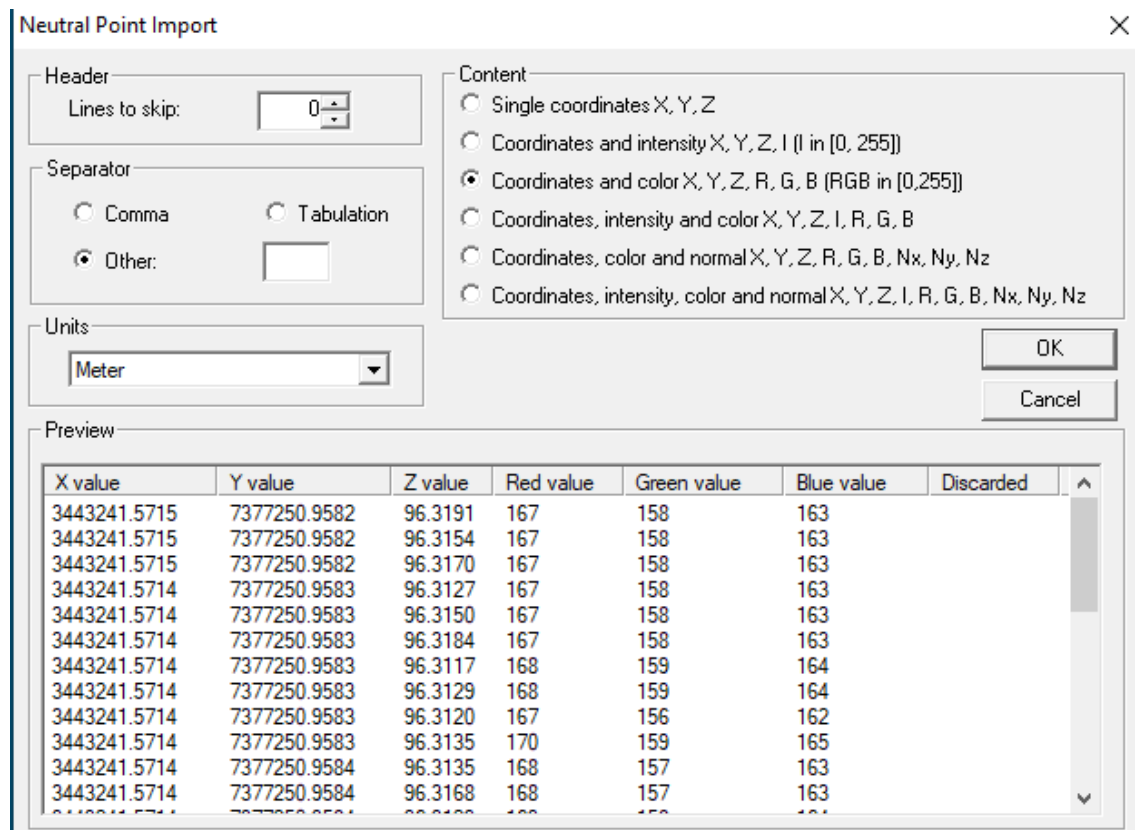 Neutral Point Import
Header
Lines to skip: 0
Separator
Comma Tabulation
Other:
Units
Meter
Content
Single coordinates X, Y, Z
Coordinates and intensity X, Y, Z, I (I in [0, 255])
Coordinates and color X, Y, Z, R, G, B (RGB in [0,255])
Coordinates, intensity and color X, Y, Z, I, R, G, B
Coordinates, color and normal X, Y, Z, R, G, B, Nx, Ny, Nz
Coordinates, intensity, color and normal X, Y, Z, I, R, G, B, Nx, Ny, Nz
OK
Cancel
Preview
X value Y value Z value Red value Green value Blue value Discarded
3443241.5715 7377250.9582 96.3191 167 158 163
3443241.5715 7377250.9582 96.3154 167 158 163
3443241.5715 7377250.9582 96.3170 167 158 163
3443241.5714 7377250.9583 96.3127 167 158 163
3443241.5714 7377250.9583 96.3150 167 158 163
3443241.5714 7377250.9583 96.3184 167 158 163
3443241.5714 7377250.9583 96.3117 168 159 164
3443241.5714 7377250.9583 96.3129 168 159 164
3443241.5714 7377250.9583 96.3120 167 156 162
3443241.5714 7377250.9583 96.3135 170 159 165
3443241.5714 7377250.9584 96.3135 168 157 163
3443241.5714 7377250.9584 96.3168 168 157 163